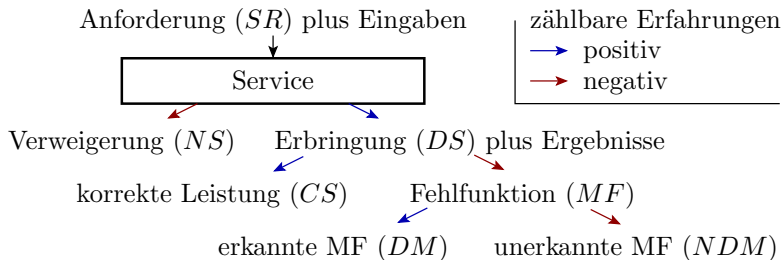 Anforderung (SR) plus Eingaben
zählbare Erfahrungen
positiv
negativ
Service
Verweigerung (NS)
Erbringung (DS) plus Ergebnisse
korrekte Leistung (CS)
Fehlfunktion (MF)
erkannte MF (DM)
unerkannte MF (NDM)